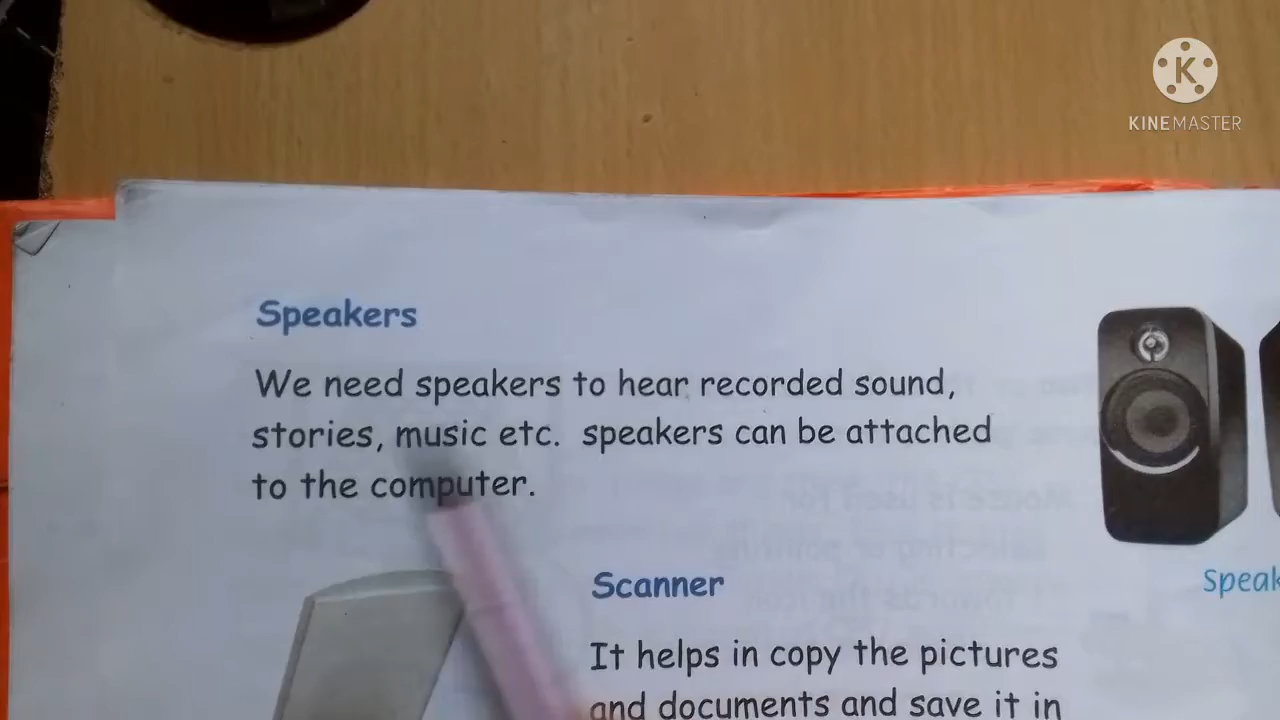 KINEMASTER
Speakers
We need speakers to hear recorded sound,
stories, music etc. speakers can be attached
to the computer.
Speak
Scanner
It helps in copy the pictures
and documents and save it in